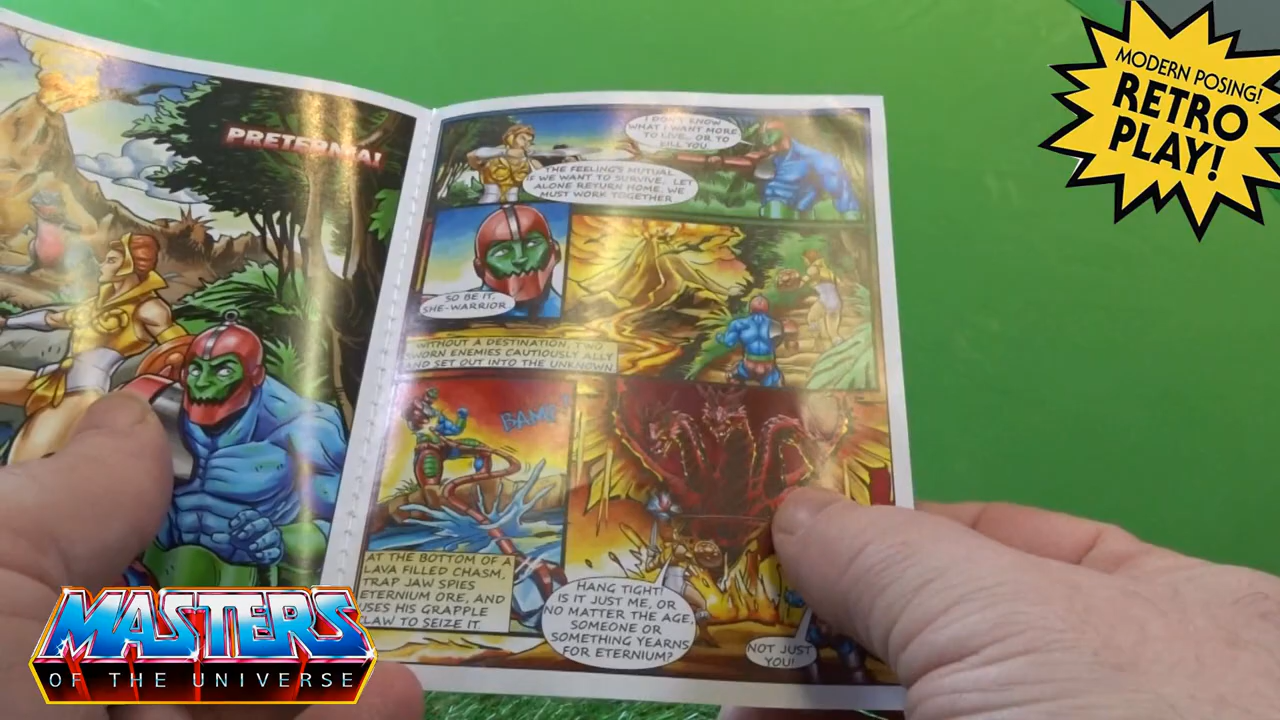 PRETERNIA!
I DON'T KNOW
WHAT I WANT MORE
TO LIVE.. OR TO
KILL YOU
THE FEELING'S MUTUAL.
IF WE WANT TO SURVIVE, LET
ALONE RETURN HOME, WE
MUST WORK TOGETHER
SO BE IT,
SHE-WARRIOR
WITHOUT A DESTINATION, TWO
SWORN ENEMIES CAUTIOUSLY ALLY
AND SET OUT INTO THE UNKNOWN
BAMF!
AT THE BOTTOM OF A
LAVA FILLED CHASM,
TRAP JAW SPIES
ETERNIUM ORE, AND
USES HIS GRAPPLE
CLAW TO SEIZE IT.
HANG TIGHT!
IS IT JUST ME, OR
NO MATTER THE AGE,
SOMEONE OR
SOMETHING YEARNS
FOR ETERNIUM?
NOT JUST
YOU!
MODERN POSING!
RETRO
PLAY!
MASTERS
OF THE UNIVERSE